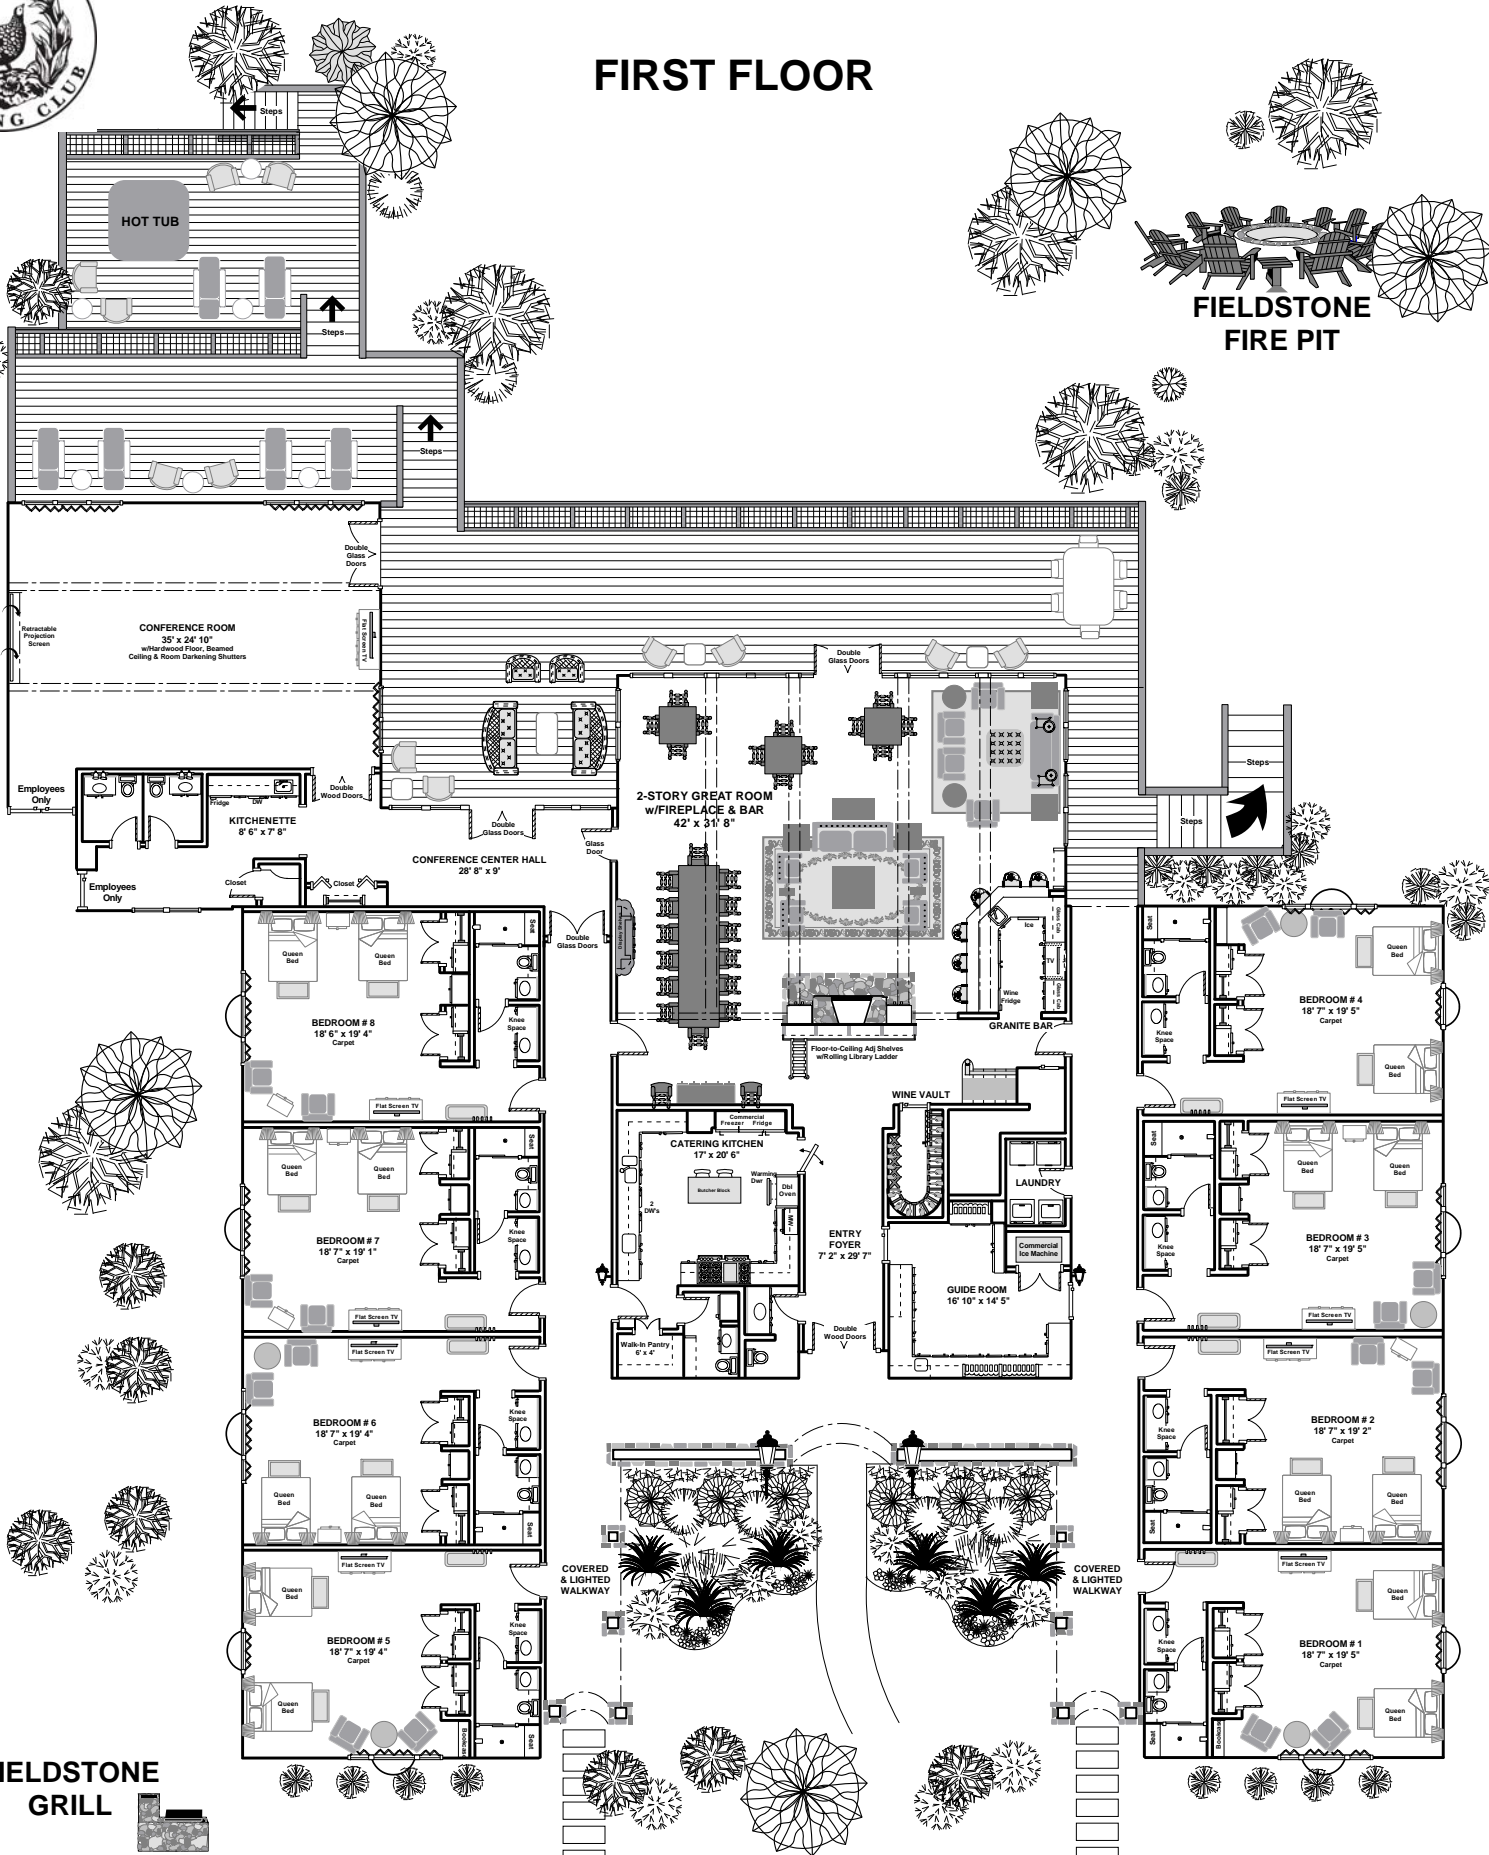 NG CLUB
FIRST FLOOR
Steps
HOT TUB
Steps
Steps
FIELDSTONE
FIRE PIT
Double
Glass
Doors
Retractable
Projection
Screen
CONFERENCE ROOM
35' x 24' 10"
w/Hardwood Floor, Beamed
Ceiling & Room Darkening Shutters
Flat Screen TV
Double
Glass Doors
Employees
Only
Fridge
DW
KITCHENETTE
8' 6" x 7' 8"
Double
Wood Doors
Double
Glass Doors
Glass
Door
2-STORY GREAT ROOM
w/FIREPLACE & BAR
42' x 31' 8"
Steps
Steps
CONFERENCE CENTER HALL
28' 8" x 9'
Employees
Only
Closet
Closet
Double
Glass Doors
Ice
Glass Cab
TV
Glass Cab
Wine
Fridge
GRANITE BAR
Floor-to-Ceiling Adj Shelves
w/Rolling Library Ladder
Queen
Bed
Queen
Bed
Seat
BEDROOM # 8
18' 6" x 19' 4"
Carpet
Knee
Space
Flat Screen TV
Seat
Queen
Bed
BEDROOM # 4
18' 7" x 19' 5"
Carpet
Knee
Space
Queen
Bed
Flat Screen TV
WINE VAULT
Commercial
Freezer Fridge
CATERING KITCHEN
17' x 20' 6"
Warming
Dwr
Dbl
Oven
Butcher Block
2
DW's
MW
LAUNDRY
ENTRY
FOYER
7' 2" x 29' 7"
Commercial
Ice Machine
GUIDE ROOM
16' 10" x 14' 5"
Double
Wood Doors
Walk-In Pantry
6' x 4'
Queen
Bed
Queen
Bed
Seat
BEDROOM # 7
18' 7" x 19' 1"
Carpet
Knee
Space
Flat Screen TV
Seat
Queen
Bed
Queen
Bed
BEDROOM # 3
18' 7" x 19' 5"
Carpet
Knee
Space
Flat Screen TV
Flat Screen TV
BEDROOM # 6
18' 7" x 19' 4"
Carpet
Knee
Space
Queen
Bed
Queen
Bed
Seat
Flat Screen TV
BEDROOM # 2
18' 7" x 19' 2"
Carpet
Knee
Space
Queen
Bed
Queen
Bed
Seat
COVERED
& LIGHTED
WALKWAY
COVERED
& LIGHTED
WALKWAY
Flat Screen TV
Queen
Bed
BEDROOM # 5
18' 7" x 19' 4"
Carpet
Knee
Space
Queen
Bed
Bookcase
Seat
Flat Screen TV
Queen
Bed
BEDROOM # 1
18' 7" x 19' 5"
Carpet
Knee
Space
Queen
Bed
Seat
Bookcase
IELDSTONE
GRILL